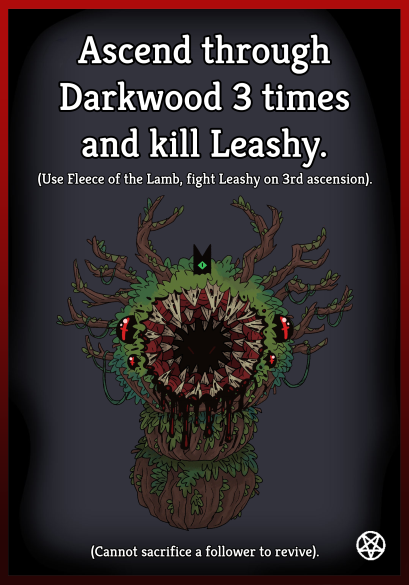 Ascend through
Darkwood 3 times
and kill Leashy.
(Use Fleece of the Lamb, fight Leashy on 3rd ascension).
(Cannot sacrifice a follower to revive).